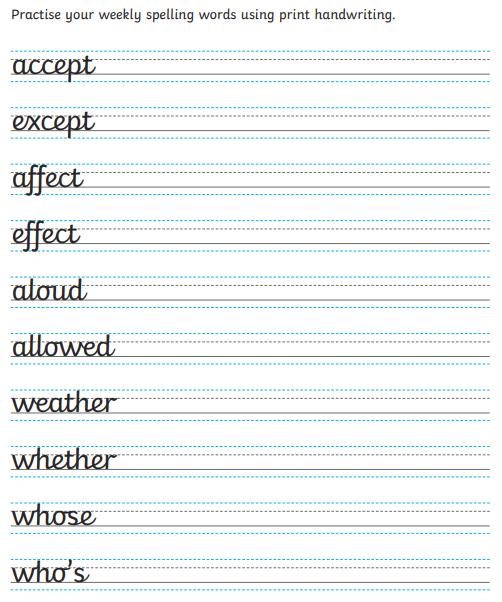 Practise your weekly spelling words using print handwriting.
accept
except
affect
effect
aloud
allowed
weather
whether
whose
who's